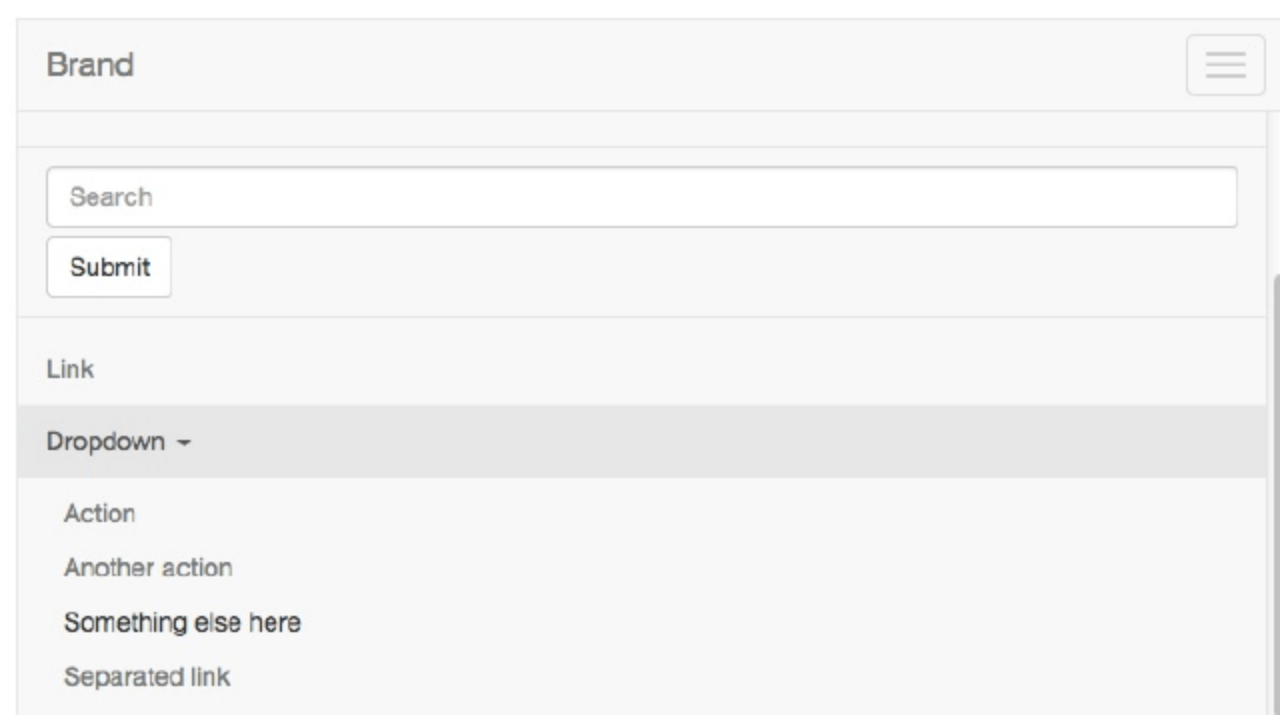 Brand
Search
Submit
Link
Dropdown
Action
Another action
Something else here
Separated link